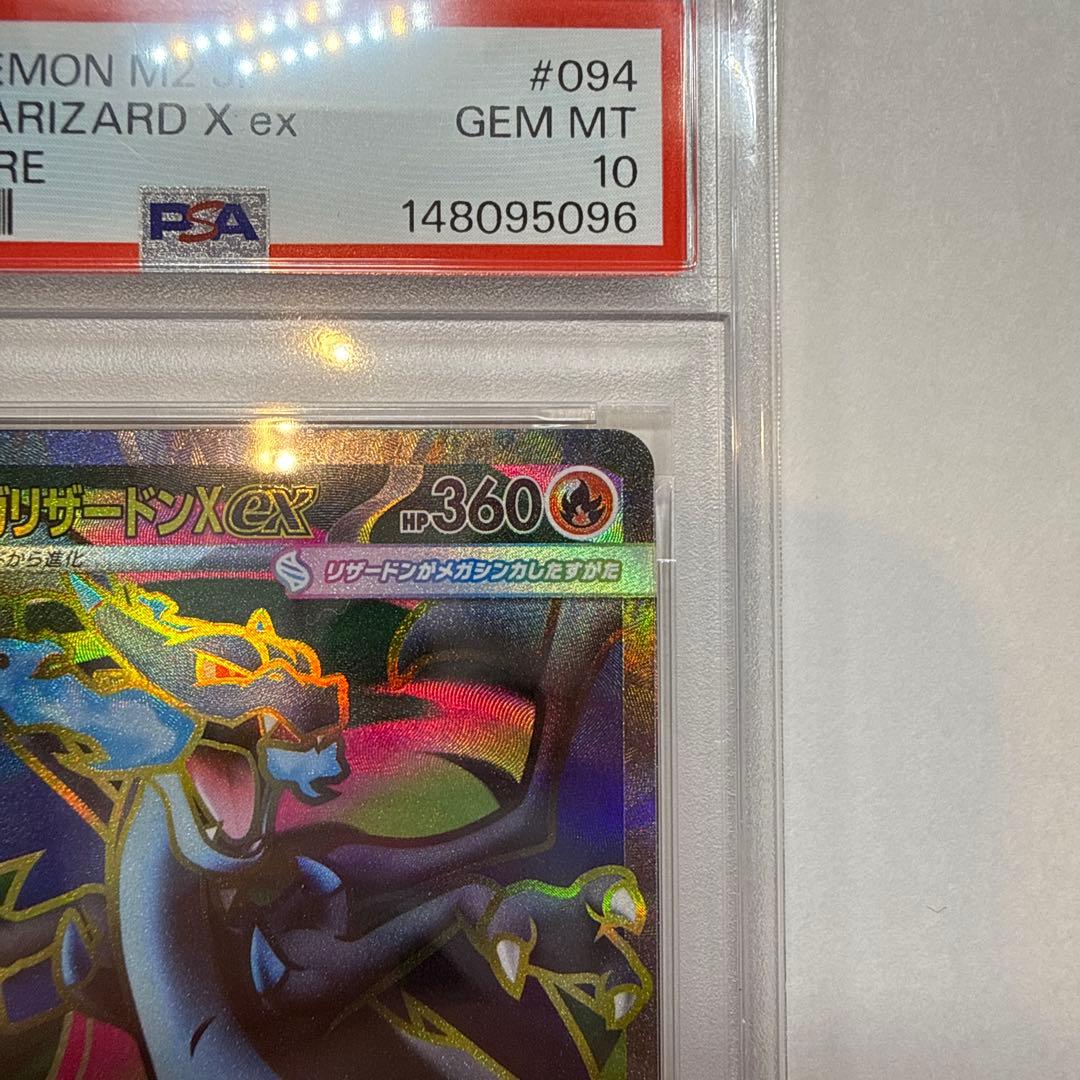 EMON M2 J
#094
ARIZARD X ex
GEM MT
RE
10
PSA
148095096
ガリザードンXex
HP360
から進化
リザードンがメガシンカしたすがた